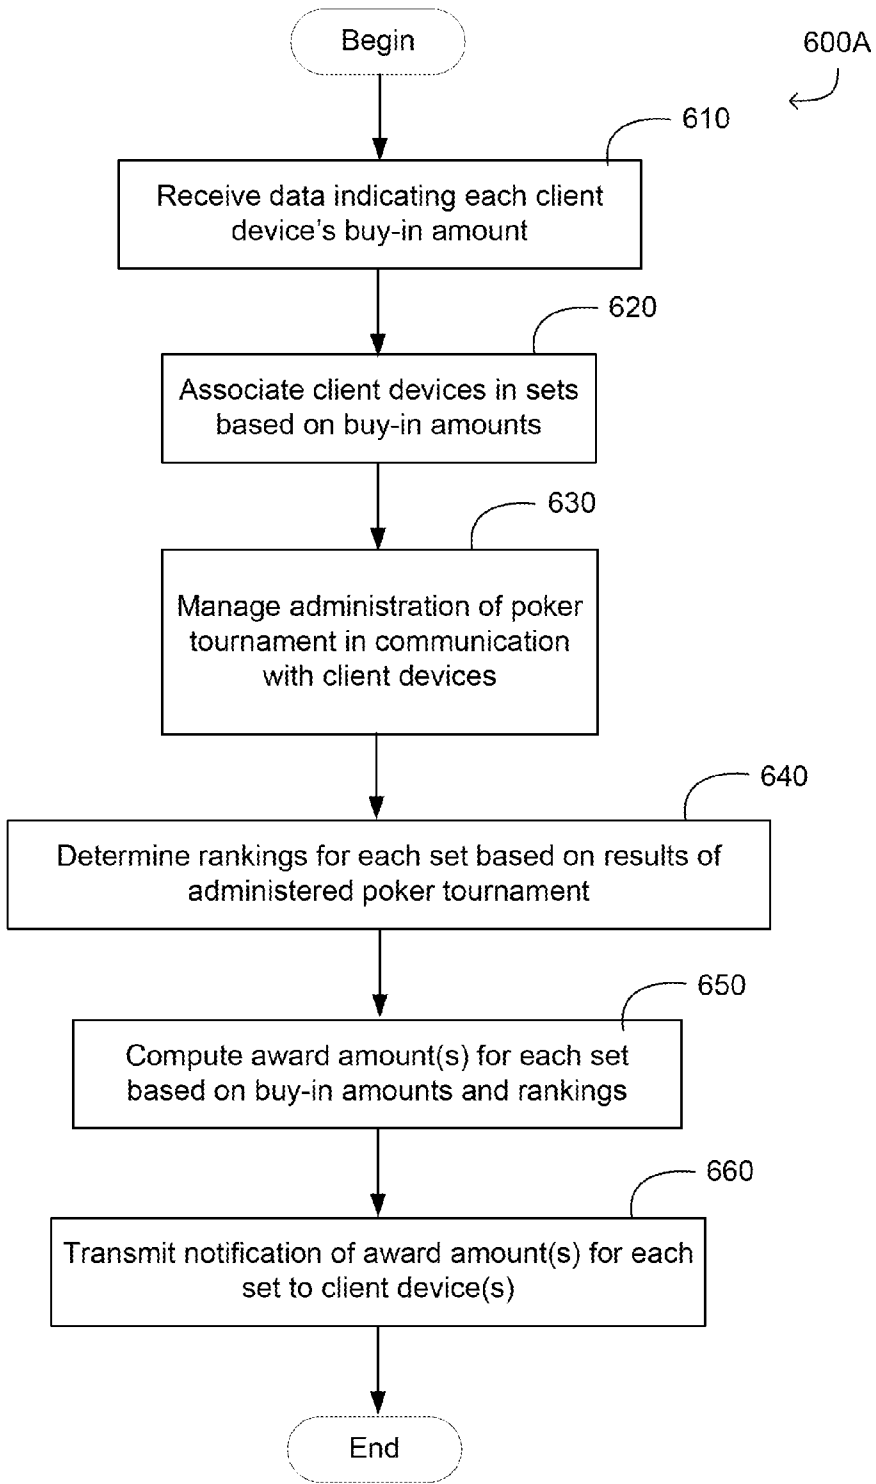 Begin
600A
610
Receive data indicating each client
device's buy-in amount
620
Associate client devices in sets
based on buy-in amounts
630
Manage administration of poker
tournament in communication
with client devices
640
Determine rankings for each set based on results of
administered poker tournament
650
Compute award amount(s) for each set
based on buy-in amounts and rankings
660
Transmit notification of award amount(s) for each
set to client device(s)
End